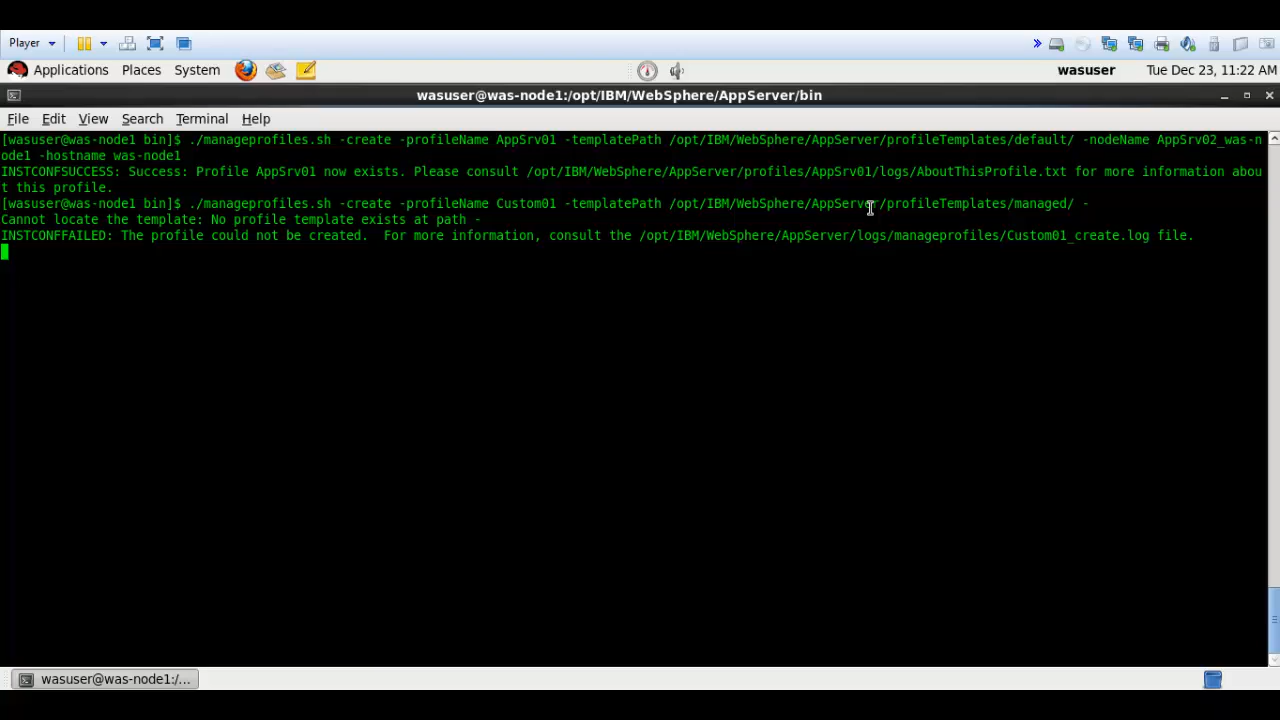 Player
Applications Places System wasuser Tue Dec 23, 11:22 AM
wasuser@was-node1:/opt/IBM/WebSphere/AppServer/bin
File Edit View Search Terminal Help
[wasuser@was-node1 bin]$ ./manageprofiles.sh -create -profileName AppSrv01 -templatePath /opt/IBM/WebSphere/AppServer/profileTemplates/default/ -nodeName AppSrv02_was-n
ode1 -hostname was-node1
INSTCONFSUCCESS: Success: Profile AppSrv01 now exists. Please consult /opt/IBM/WebSphere/AppServer/profiles/AppSrv01/logs/AboutThisProfile.txt for more information abou
t this profile.
[wasuser@was-node1 bin]$ ./manageprofiles.sh -create -profileName Custom01 -templatePath /opt/IBM/WebSphere/AppServer/profileTemplates/managed/ -
Cannot locate the template: No profile template exists at path -
INSTCONFFAILED: The profile could not be created.  For more information, consult the /opt/IBM/WebSphere/AppServer/logs/manageprofiles/Custom01_create.log file.
wasuser@was-node1:/...